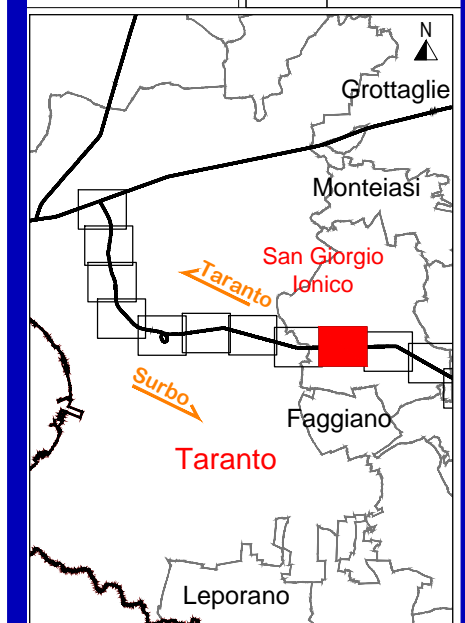 N
Grottaglie
Monteiasi
San Giorgio
Ionico
Taranto
Surbo
Faggiano
Taranto
Leporano